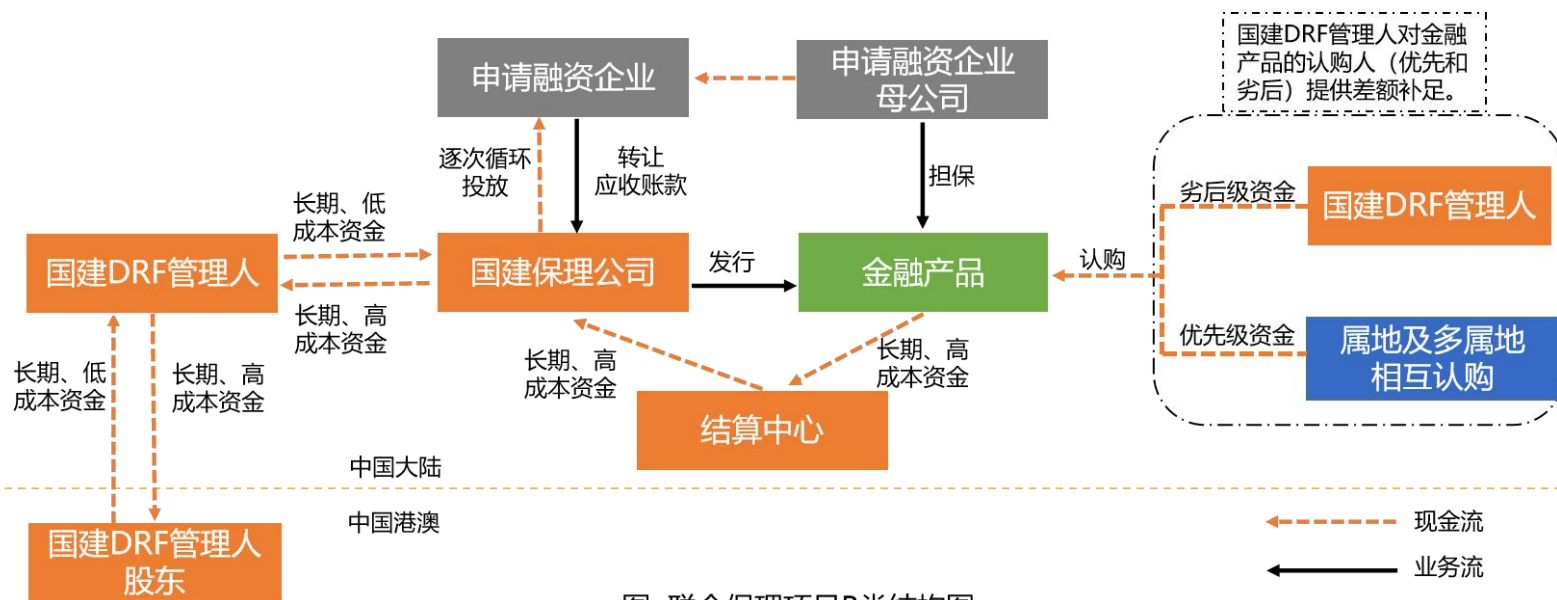 国建DRF管理人对金融
产品的认购人（优先和
劣后）提供差额补足。
申请融资企业
申请融资企业
母公司
逐次循环
投放
转让
应收账款
担保
长期、低
成本资金
劣后级资金
国建DRF管理人
国建DRF管理人
国建保理公司
发行
金融产品
认购
长期、高
成本资金
优先级资金
属地及多属地
相互认购
长期、低
成本资金
长期、高
成本资金
长期、高
成本资金
长期、高
成本资金
结算中心
中国大陆
中国港澳
国建DRF管理人
股东
现金流
业务流